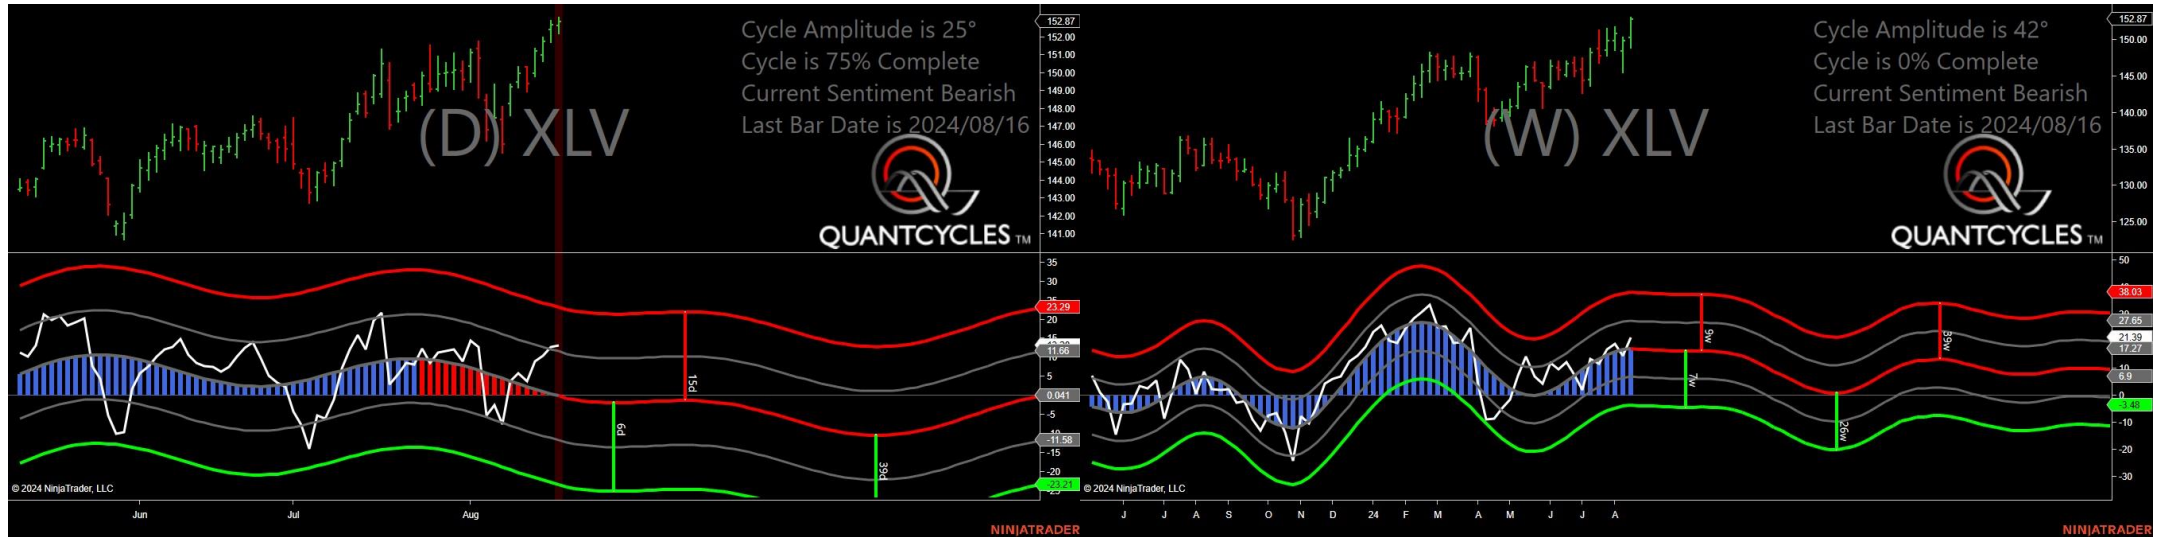 Cycle Amplitude is 25°
Cycle is 75% Complete
Current Sentiment Bearish
Last Bar Date is 2024/08/16
(D) XLV
QUANTCYCLES TM
152.87
152.00
151.00
150.00
149.00
148.00
147.00
146.00
145.00
144.00
143.00
142.00
141.00
35
30
23.29
20
11.66
5
0.041
-5
-11.58
-15
-20
-23.21
15d
6d
39d
© 2024 NinjaTrader, LLC
Jun Jul Aug
NINJATRADER
Cycle Amplitude is 42°
Cycle is 0% Complete
Current Sentiment Bearish
Last Bar Date is 2024/08/16
(W) XLV
QUANTCYCLES TM
152.87
150.00
145.00
140.00
135.00
130.00
125.00
50
38.03
27.65
21.39
17.27
6.9
0
-3.48
-10
-20
-30
9w
7w
39w
26w
© 2024 NinjaTrader, LLC
J J A S O N D 24 F M A M J J A
NINJATRADER